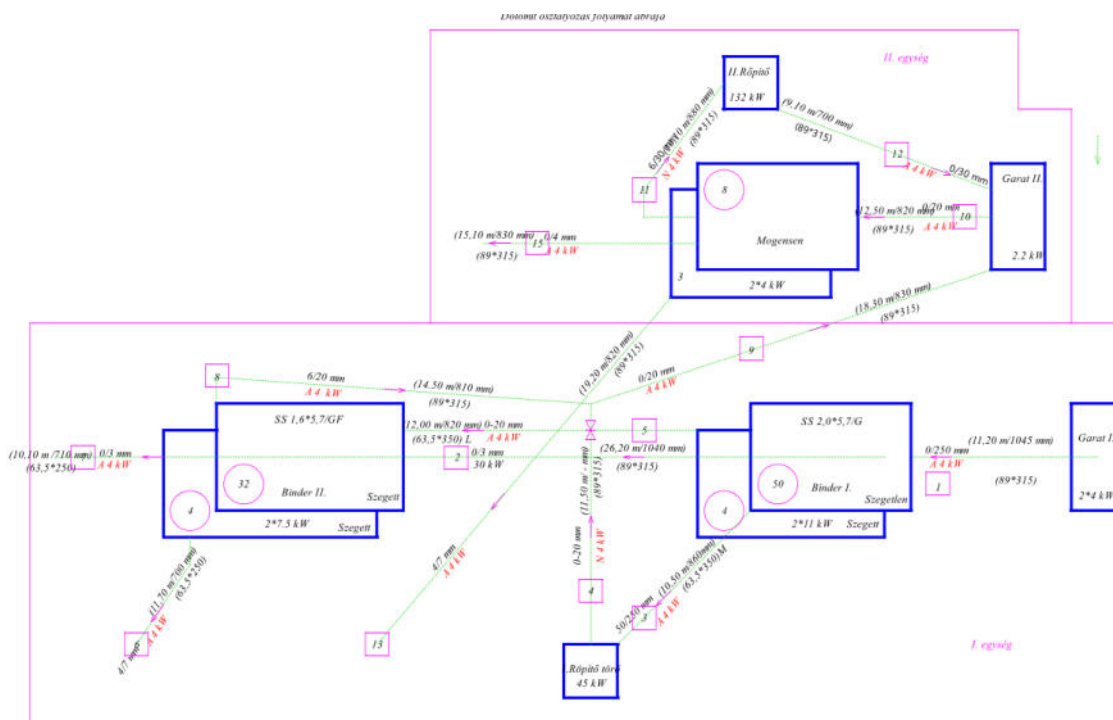 Dolomit osztályozás folyamat ábrája
II. egység
II.Röpítő
132 kW
(9,10 m/700 mm)
(89*315)
12
A 4 kW
0/30 mm
(89*315)
N 4 kW
11
Garat II.
2.2 kW
8
Mogensen
3
2*4 kW
(12,50 m/820 mm)
0/20 mm
(89*315)
A 4 kW
10
(15,10 m/830 mm)
0/4 mm
(89*315)
A 4 kW
15
(18,30 m/830 mm)
(89*315)
9
0/20 mm
A 4 kW
(19,20 m/820 mm)
(89*315)
8
6/20 mm
A 4 kW
(14,50 m/810 mm)
(89*315)
SS 1,6*5,7/GF
(12,00 m/820 mm)
0-20 mm
(63,5*350) L
A 4 kW
5
SS 2,0*5,7/G
Garat I.
2*4 kW
(10,10 m/710 mm)
0/3 mm
(63,5*250)
A 4 kW
2
0/3 mm
30 kW
(26,20 m/1040 mm)
(89*315)
(11,20 m/1045 mm)
0/250 mm
A 4 kW
(89*315)
1
32
Binder II.
Szegett
4
2*7.5 kW
Szegett
50
Binder I.
Szegetlen
4
2*11 kW
Szegett
(11,50 m/ - mm)
(89*315)
0-20 mm
N 4 kW
4
4/7 mm
A 4 kW
13
(11,70 m/700 mm)
(63,5*250)
A 4 kW
4/7 mm
(10,50 m/860mm)
(63,5*350)M
50/250 mm
A 4 kW
3
I.Röpítő törő
45 kW
I. egység